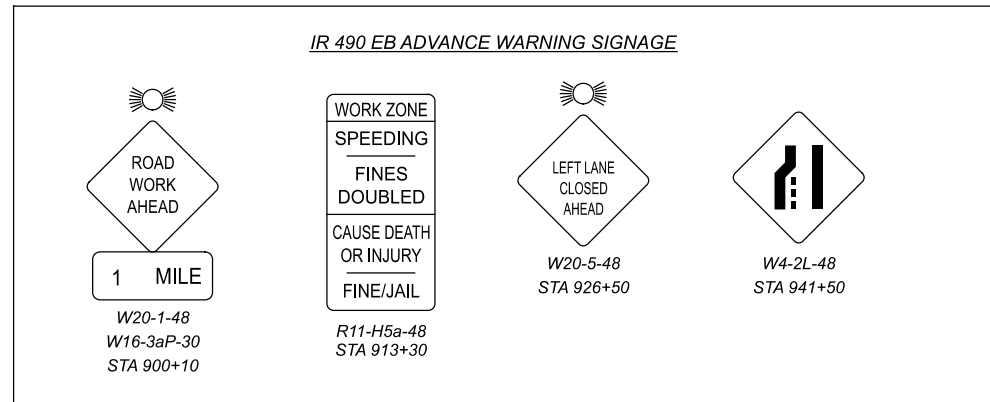 IR 490 EB ADVANCE WARNING SIGNAGE
ROAD
WORK
AHEAD
1 MILE
W20-1-48
W16-3aP-30
STA 900+10
WORK ZONE
SPEEDING
FINES
DOUBLED
CAUSE DEATH
OR INJURY
FINE/JAIL
R11-H5a-48
STA 913+30
LEFT LANE
CLOSED
AHEAD
W20-5-48
STA 926+50
W4-2L-48
STA 941+50